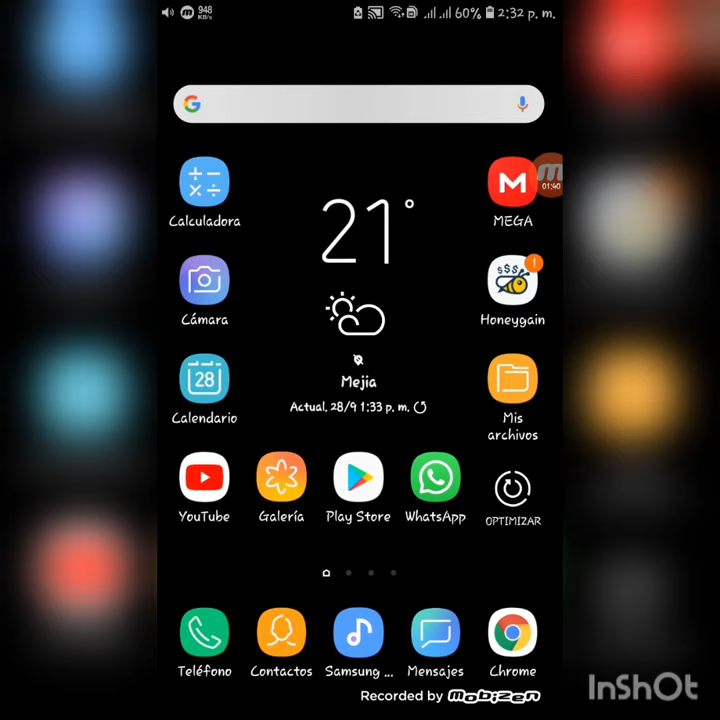 948
KB/s
60% 2:32 p. m.
G
Calculadora
MEGA
01:40
21°
1
$$$
Cámara
Honeygain
28
Mejia
Actual. 28/9 1:33 p. m.
Calendario
Mis
archivos
YouTube
Galería
Play Store
WhatsApp
OPTIMIZAR
Teléfono
Contactos
Samsung ...
Mensajes
Chrome
Recorded by mobizen
InShOt